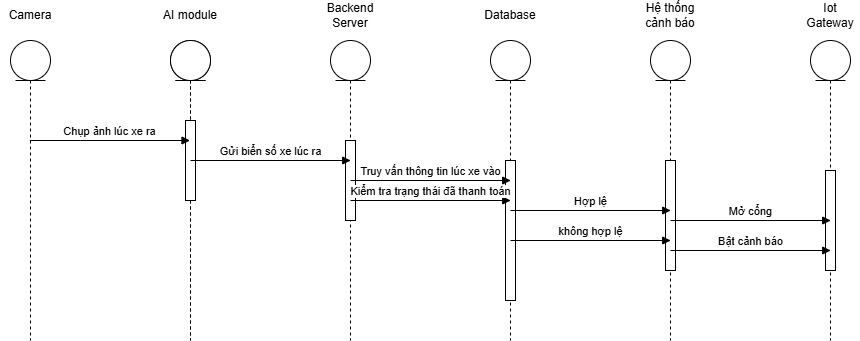 Camera
AI module
Backend
Server
Database
Hệ thống
cảnh báo
Iot
Gateway
Chụp ảnh lúc xe ra
Gửi biển số xe lúc ra
Truy vấn thông tin lúc xe vào
Kiểm tra trạng thái đã thanh toán
Hợp lệ
Mở cổng
không hợp lệ
Bật cảnh báo